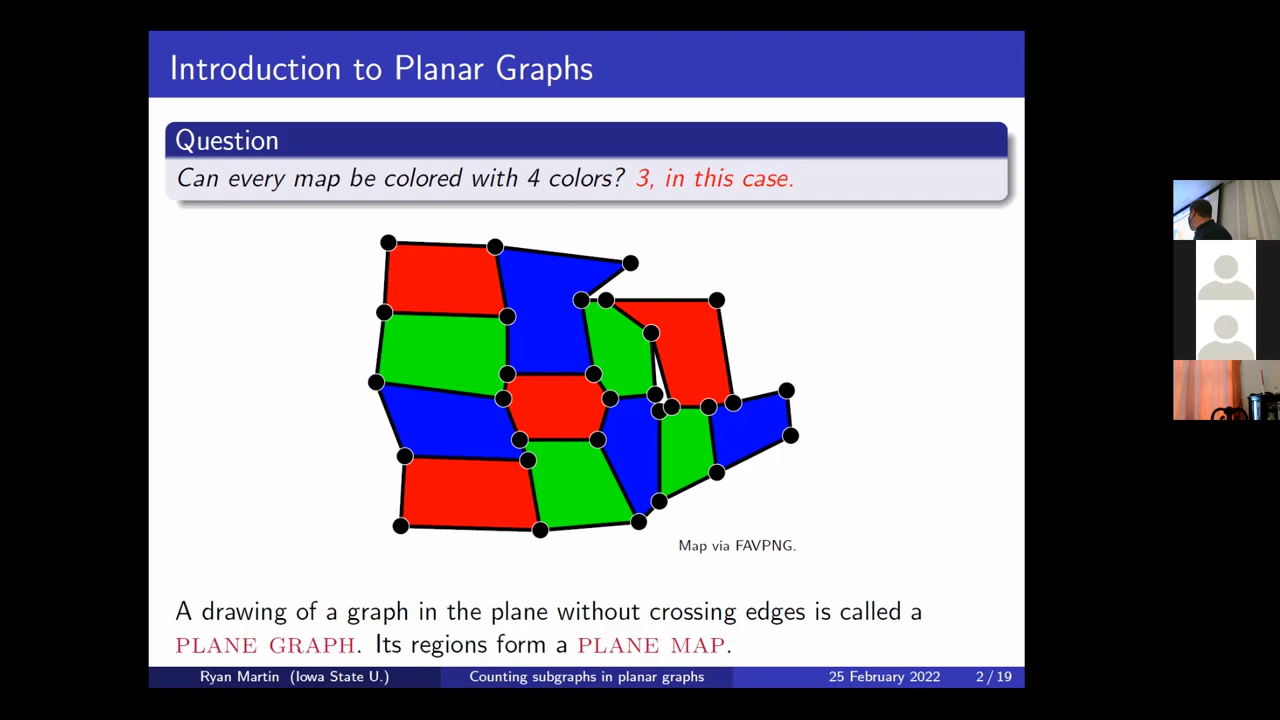 Introduction to Planar Graphs
Question
Can every map be colored with 4 colors? 3, in this case.
Map via FAVPNG.
A drawing of a graph in the plane without crossing edges is called a
PLANE GRAPH. Its regions form a PLANE MAP.
Ryan Martin (Iowa State U.) Counting subgraphs in planar graphs 25 February 2022 2 / 19